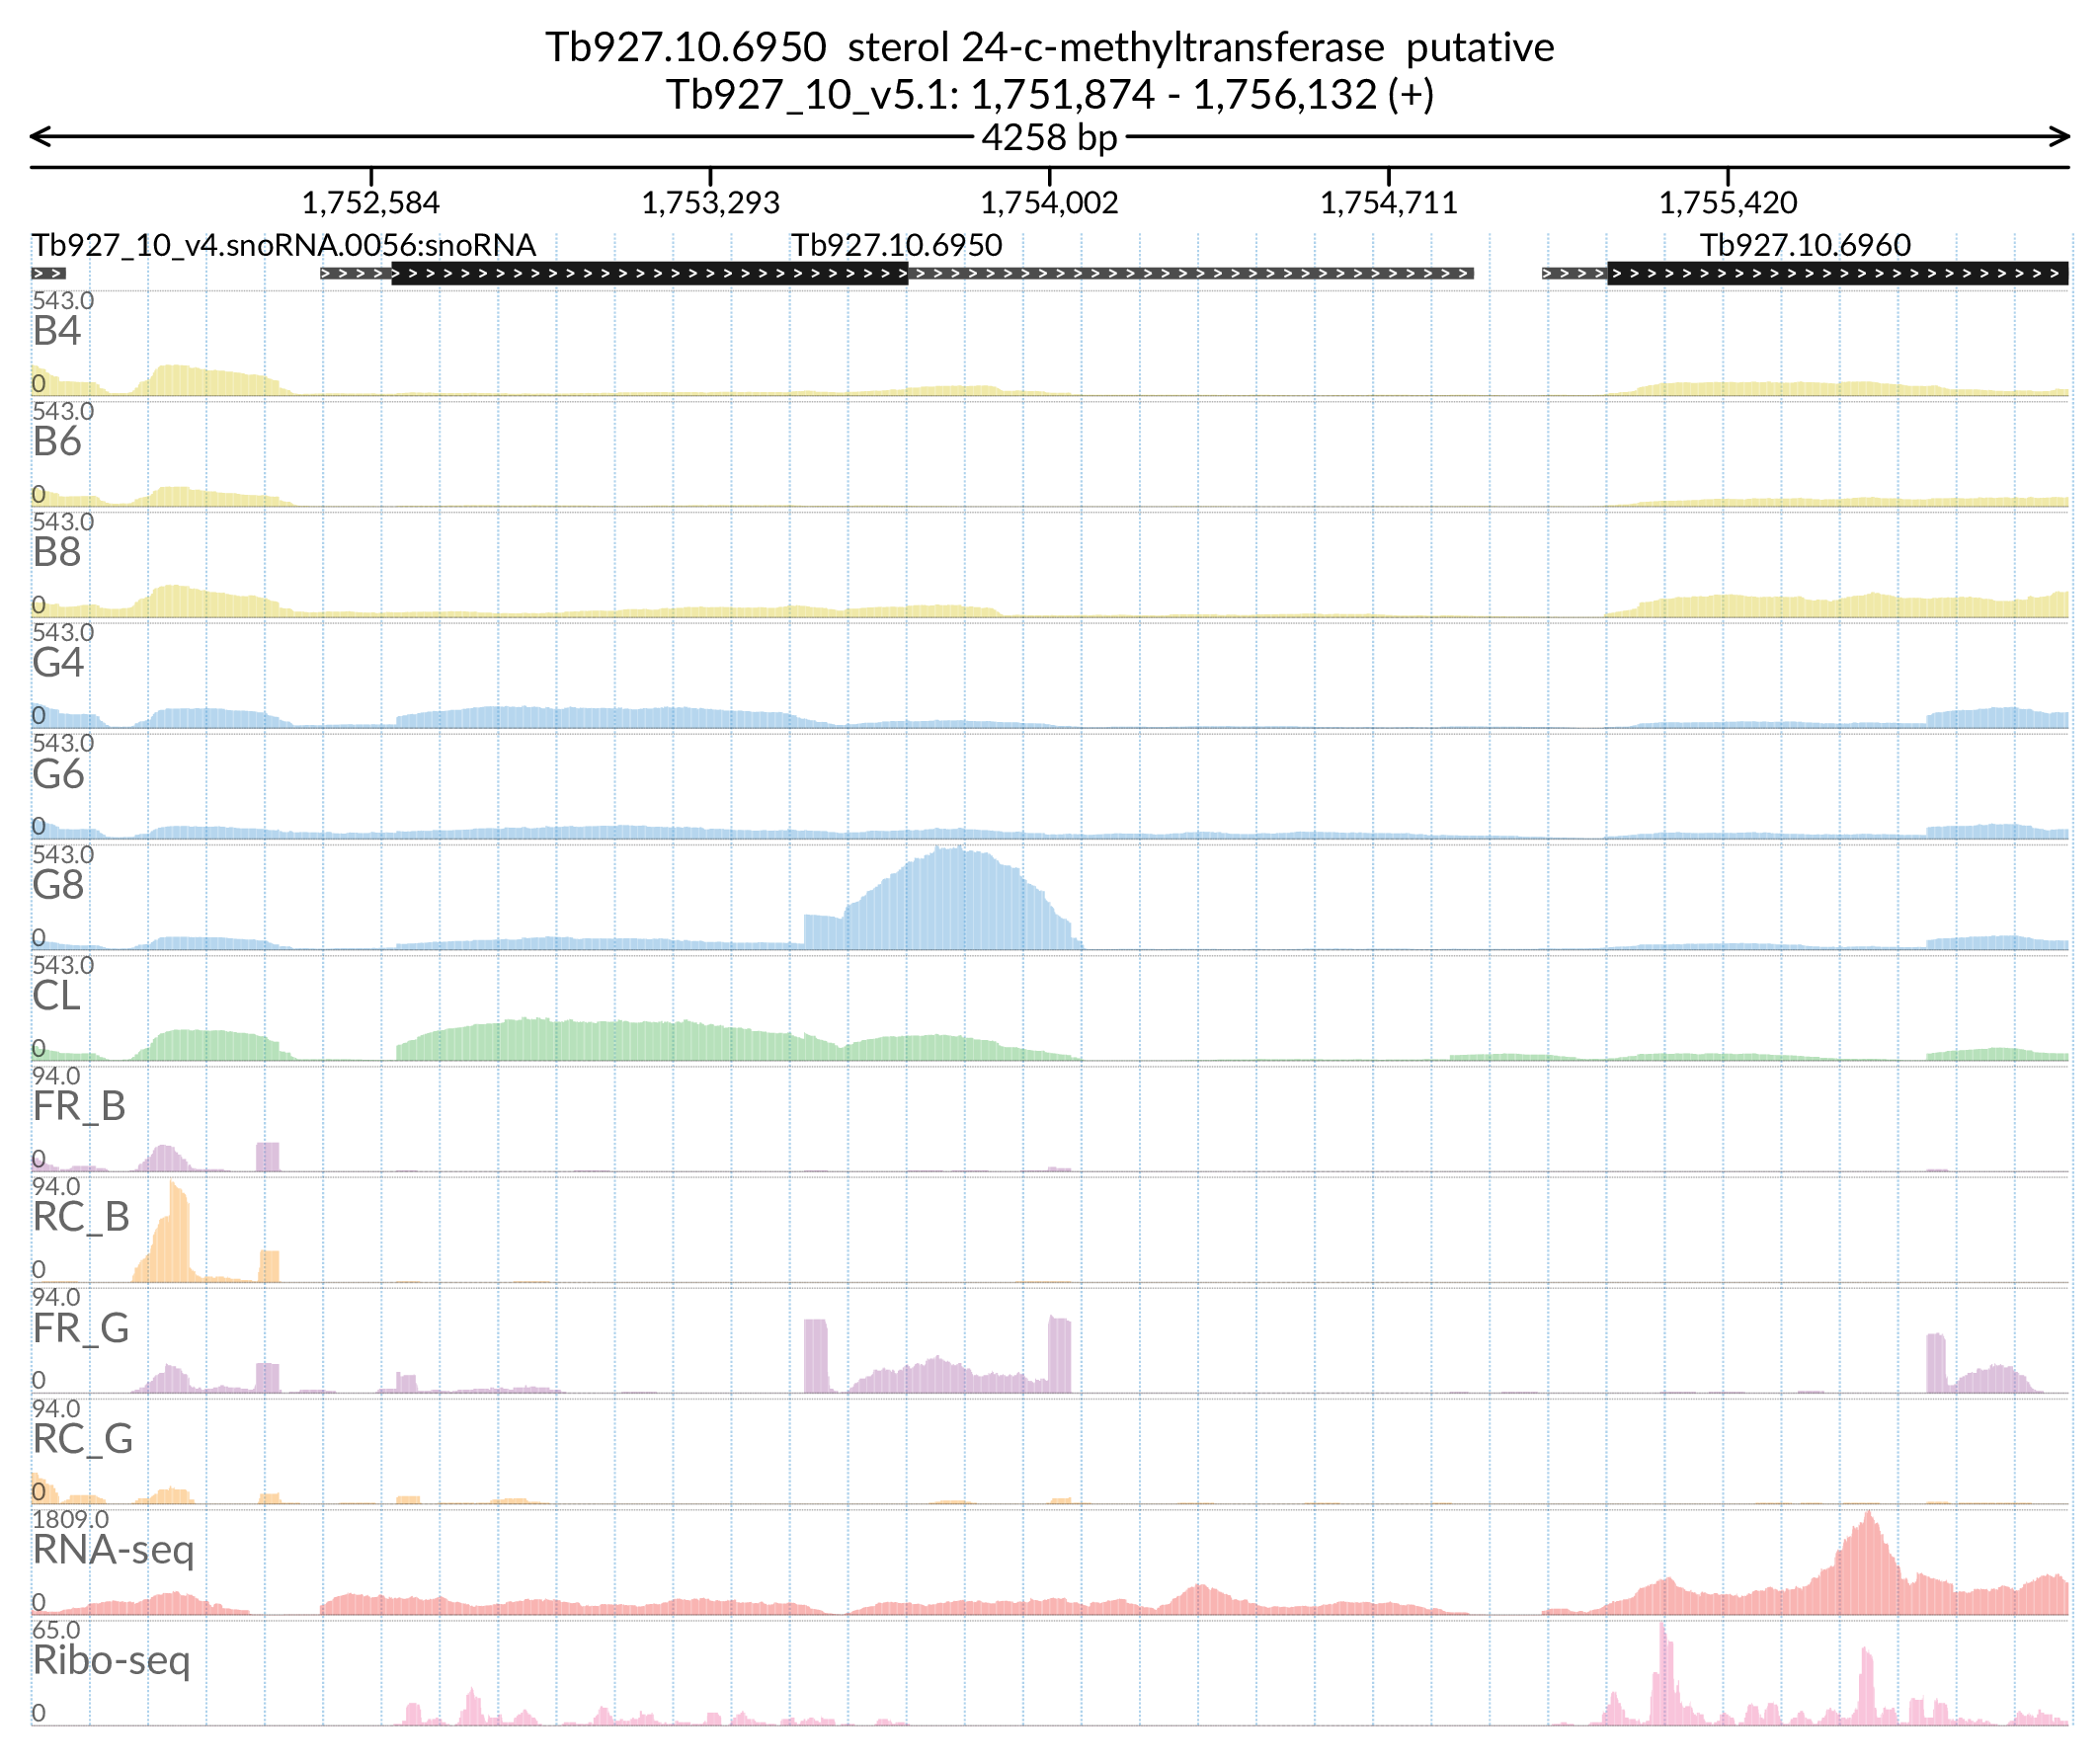 Tb927.10.6950 sterol 24-c-methyltransferase putative
Tb927_10_v5.1: 1,751,874 - 1,756,132 (+)
4258 bp
1,752,584 1,753,293 1,754,002 1,754,711 1,755,420
Tb927_10_v4.snoRNA.0056:snoRNA Tb927.10.6950 Tb927.10.6960
543.0
B4
0
543.0
B6
0
543.0
B8
0
543.0
G4
0
543.0
G6
0
543.0
G8
0
543.0
CL
0
94.0
FR_B
0
94.0
RC_B
0
94.0
FR_G
0
94.0
RC_G
0
1809.0
RNA-seq
0
65.0
Ribo-seq
0